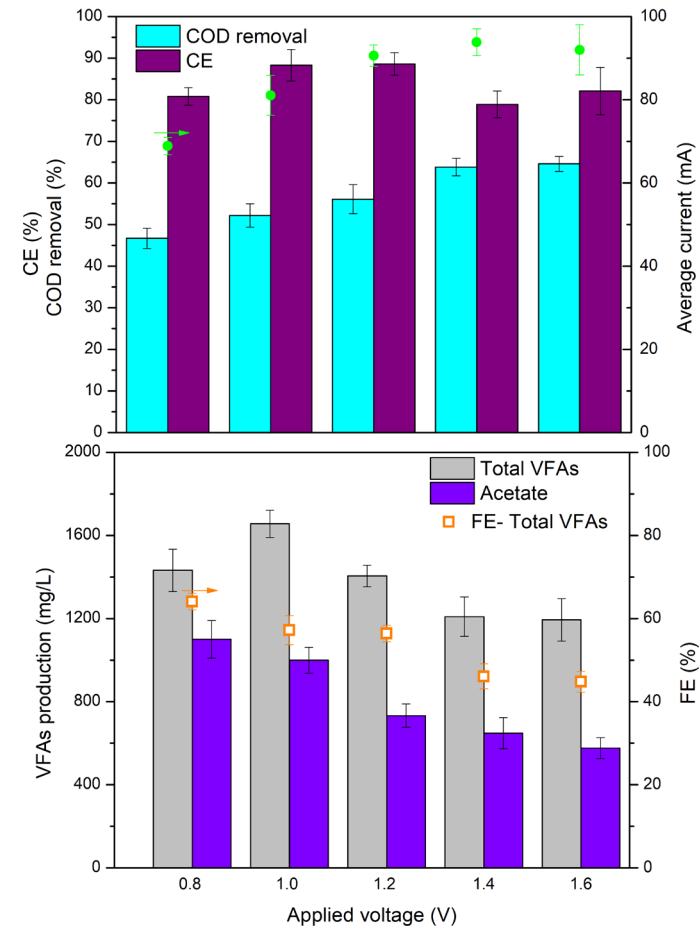 100
90
80
70
60
50
40
30
20
10
0
CE (%)
COD removal (%)
COD removal
CE
100
80
60
40
20
0
Average current (mA)
2000
1600
1200
800
400
0
VFAs production (mg/L)
Total VFAs
Acetate
FE- Total VFAs
100
80
60
40
20
0
FE (%)
0.8 1.0 1.2 1.4 1.6
Applied voltage (V)